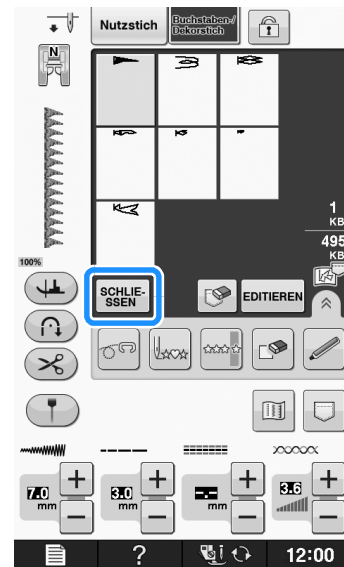 Nutzstich
Buchstaben-/
Dekorstich
N
1
KB
495
KB
100%
SCHLIE-
SSEN
EDITIEREN
7.0
mm
3.0
mm
mm
3.6
?
12:00